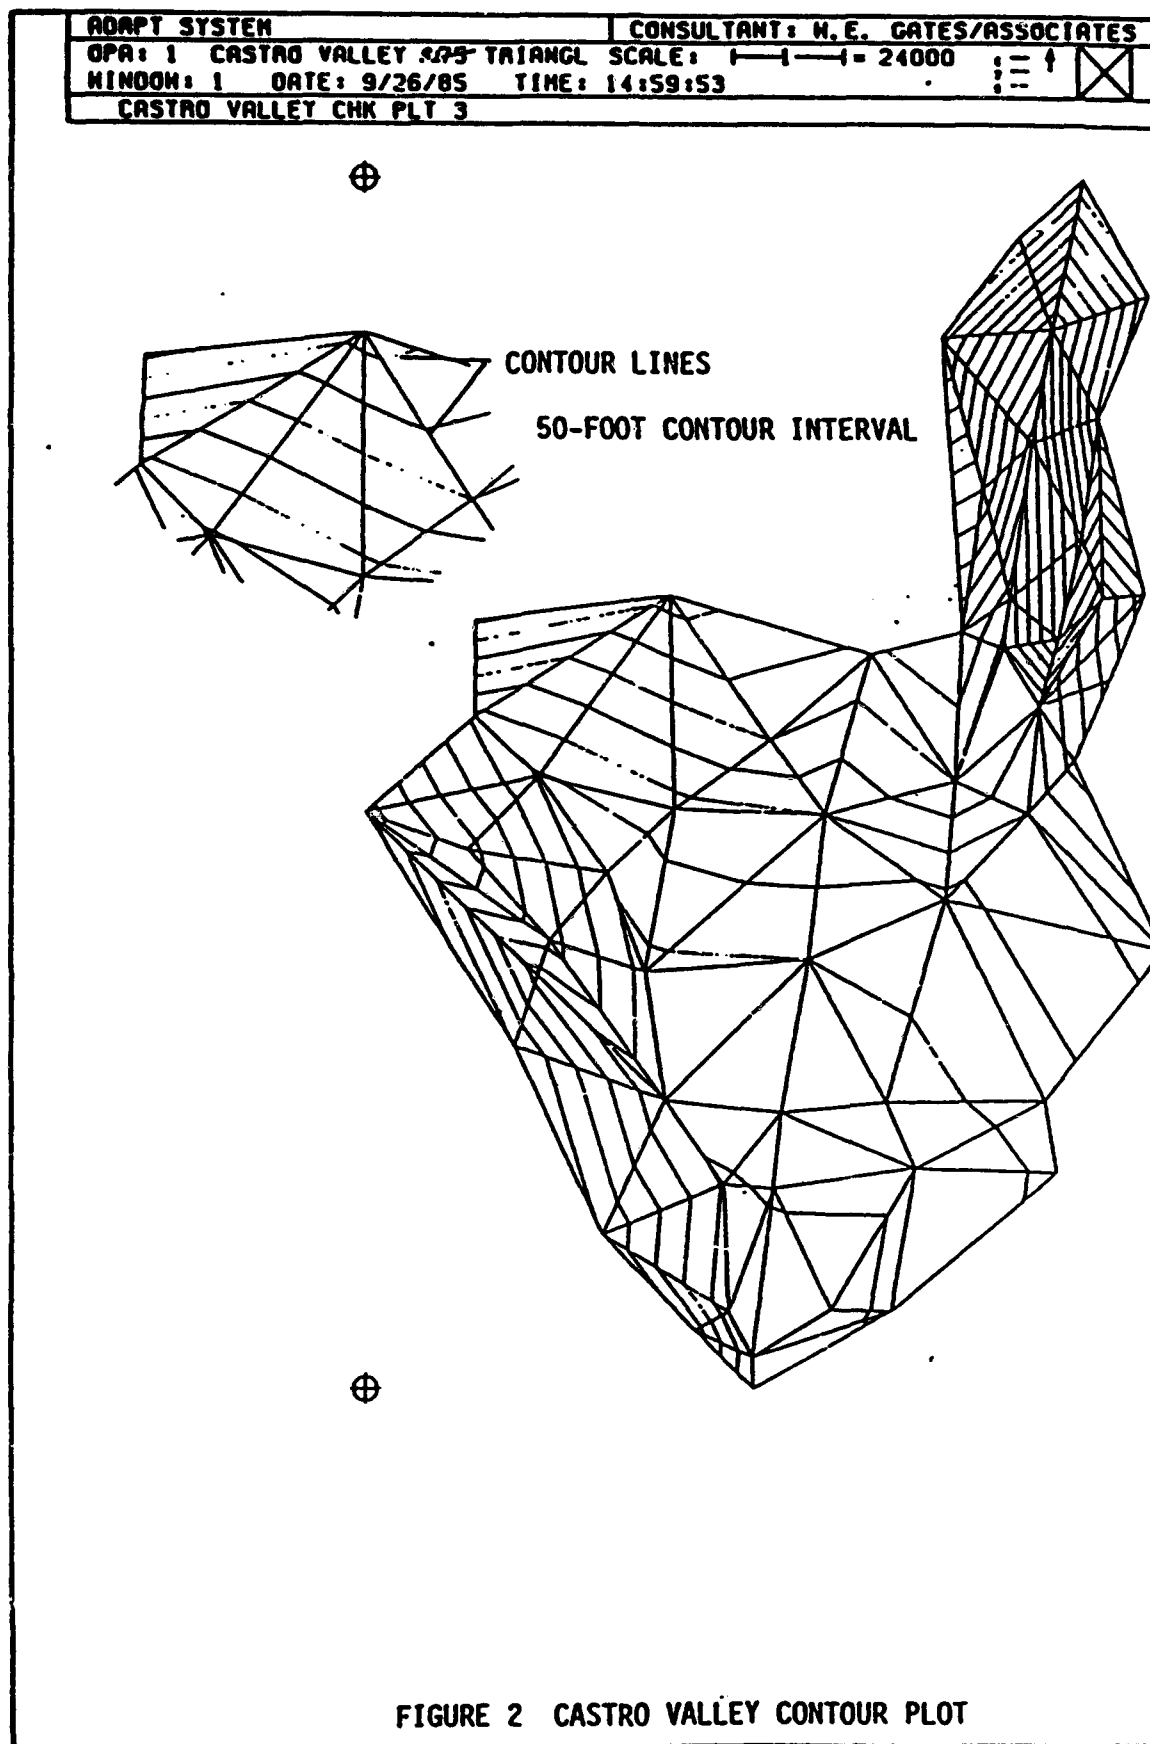 ADAPT SYSTEM CONSULTANT: W.E. GATES/ASSOCIATES
OPA: 1 CASTRO VALLEY TRIANGL SCALE: = 24000
WINDOW: 1 DATE: 9/26/85 TIME: 14:59:53
CASTRO VALLEY CHK PLT 3
CONTOUR LINES
50-FOOT CONTOUR INTERVAL
FIGURE 2 CASTRO VALLEY CONTOUR PLOT